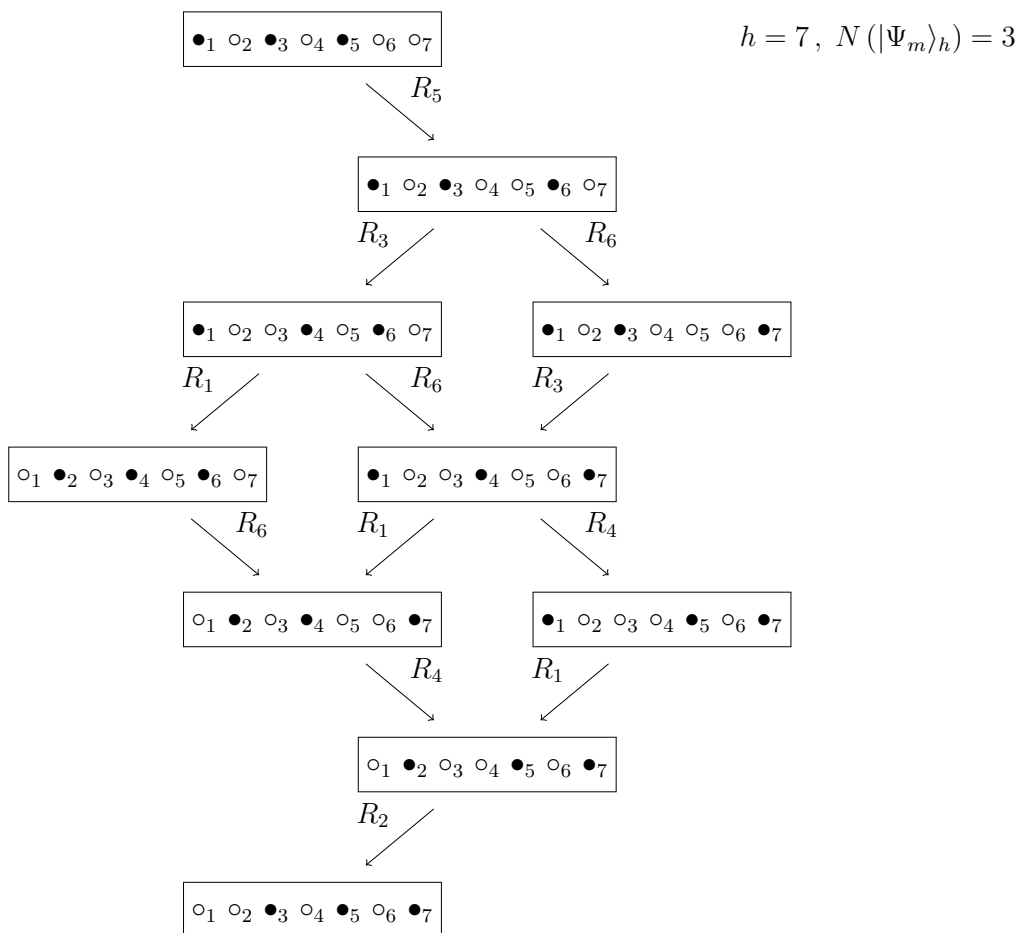 ●₁ ○₂ ●₃ ○₄ ●₅ ○₆ ○₇
h = 7 , N (|Ψₘ⟩ₕ) = 3
R₅
●₁ ○₂ ●₃ ○₄ ○₅ ●₆ ○₇
R₃ R₆
●₁ ○₂ ○₃ ●₄ ○₅ ●₆ ○₇
●₁ ○₂ ●₃ ○₄ ○₅ ○₆ ●₇
R₁ R₆ R₃
○₁ ●₂ ○₃ ●₄ ○₅ ●₆ ○₇
●₁ ○₂ ○₃ ●₄ ○₅ ○₆ ●₇
R₆ R₁ R₄
○₁ ●₂ ○₃ ●₄ ○₅ ○₆ ●₇
●₁ ○₂ ○₃ ○₄ ●₅ ○₆ ●₇
R₄ R₁
○₁ ●₂ ○₃ ○₄ ●₅ ○₆ ●₇
R₂
○₁ ○₂ ●₃ ○₄ ●₅ ○₆ ●₇